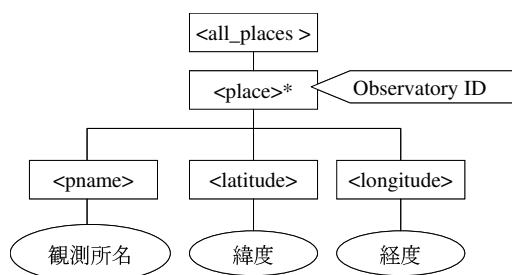 <all_places >
<place>*
Observatory ID
<pname>
<latitude>
<longitude>
観測所名
緯度
経度